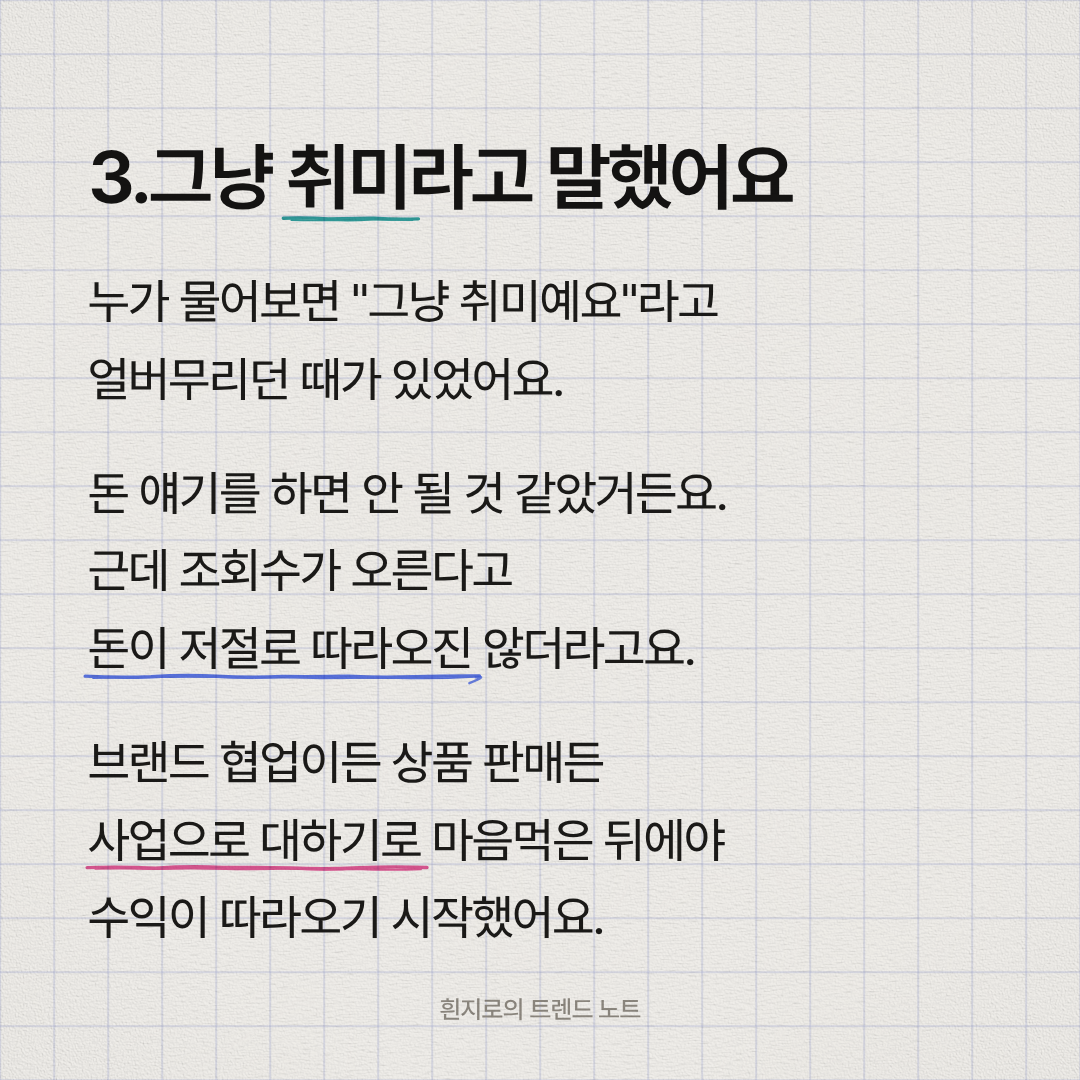 3.그냥 취미라고 말했어요
누가 물어보면 "그냥 취미예요"라고
얼버무리던 때가 있었어요.
돈 얘기를 하면 안 될 것 같았거든요.
근데 조회수가 오른다고
돈이 저절로 따라오진 않더라고요.
브랜드 협업이든 상품 판매든
사업으로 대하기로 마음먹은 뒤에야
수익이 따라오기 시작했어요.
흰지로의 트렌드 노트